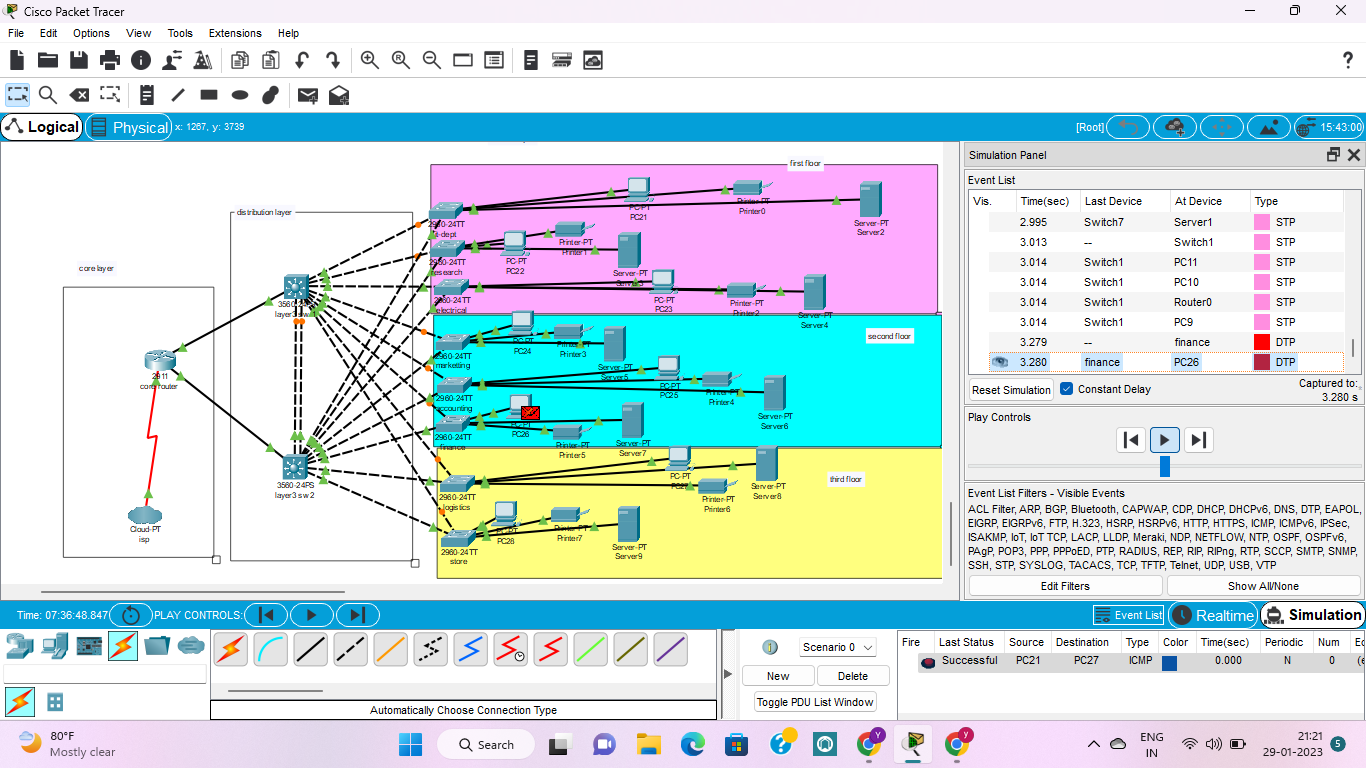 Cisco Packet Tracer
File Edit Options View Tools Extensions Help
Logical Physical x: 1267, y: 3739 [Root] 15:43:00
first floor
PC-PT
PC21
Printer-PT
Printer0
Server-PT
Server2
2960-24TT
it-dept
Printer-PT
Printer1
PC-PT
PC22
research
Server-PT
PC-PT
PC23
2960-24TT
electrical
Printer-PT
Printer2
Server-PT
Server4
distribution layer
core layer
layer3 sw
second floor
PC-PT
PC24
Printer-PT
Printer3
2960-24TT
marketing
Server-PT
Server5
PC-PT
PC25
Printer4
2960-24TT
accounting
Server-PT
Server6
2911
core router
PC-PT
PC26
2960-24TT
finance
Printer-PT
Printer5
Server-PT
Server7
third floor
PC-PT
Server-PT
Server8
3560-24PS
layer3 sw 2
2960-24TT
logistics
Printer-PT
Printer6
Cloud-PT
isp
PC-PT
PC28
Printer-PT
Printer7
2960-24TT
store
Server-PT
Server9
Simulation Panel
Event List
Vis. Time(sec) Last Device At Device Type
2.995 Switch7 Server1 STP
3.013 -- Switch1 STP
3.014 Switch1 PC11 STP
3.014 Switch1 PC10 STP
3.014 Switch1 Router0 STP
3.014 Switch1 PC9 STP
3.279 -- finance DTP
3.280 finance PC26 DTP
Reset Simulation Constant Delay Captured to:
3.280 s
Play Controls
Event List Filters - Visible Events
ACL Filter, ARP, BGP, Bluetooth, CAPWAP, CDP, DHCP, DHCPv6, DNS, DTP, EAPOL,
EIGRP, EIGRPv6, FTP, H.323, HSRP, HSRPv6, HTTP, HTTPS, ICMP, ICMPv6, IPSec,
ISAKMP, IoT, IoT TCP, LACP, LLDP, Meraki, NDP, NETFLOW, NTP, OSPF, OSPFv6,
PAgP, POP3, PPP, PPPoED, PTP, RADIUS, REP, RIP, RIPng, RTP, SCCP, SMTP, SNMP,
SSH, STP, SYSLOG, TACACS, TCP, TFTP, Telnet, UDP, USB, VTP
Edit Filters Show All/None
Time: 07:36:48.847 PLAY CONTROLS: Event List Realtime Simulation
Automatically Choose Connection Type
Scenario 0
New Delete
Toggle PDU List Window
Fire Last Status Source Destination Type Color Time(sec) Periodic Num
Successful PC21 PC27 ICMP 0.000 N 0
80°F
Mostly clear
Search
ENG
IN
21:21
29-01-2023
5